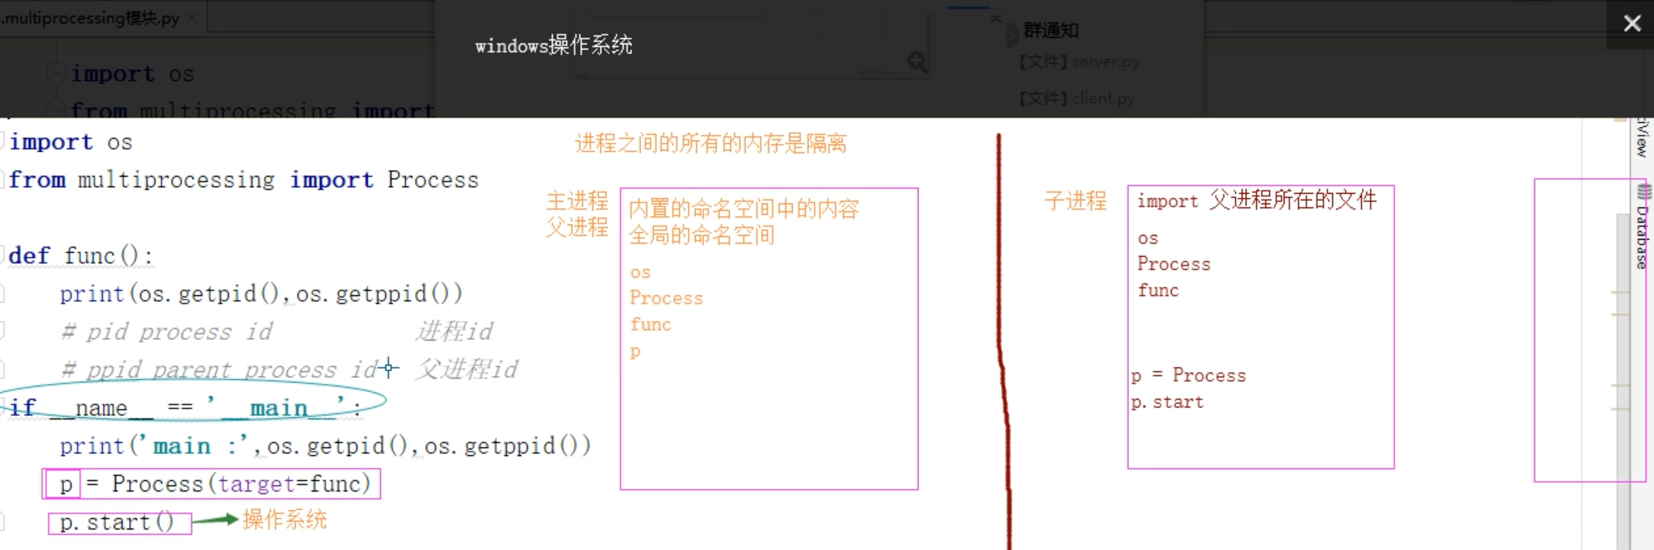 .multiprocessing模块.py
windows操作系统
群通知
【文件】server.py
【文件】client.py
import os
from multiprocessing import
import os
from multiprocessing import Process
def func():
print(os.getpid(),os.getppid())
# pid process id 进程id
# ppid parent process id 父进程id
if __name__ == '__main__':
print('main :',os.getpid(),os.getppid())
p = Process(target=func)
p.start()
操作系统
进程之间的所有的内存是隔离
主进程
父进程
内置的命名空间中的内容
全局的命名空间
os
Process
func
p
子进程
import 父进程所在的文件
os
Process
func
p = Process
p.start
ciView
Database